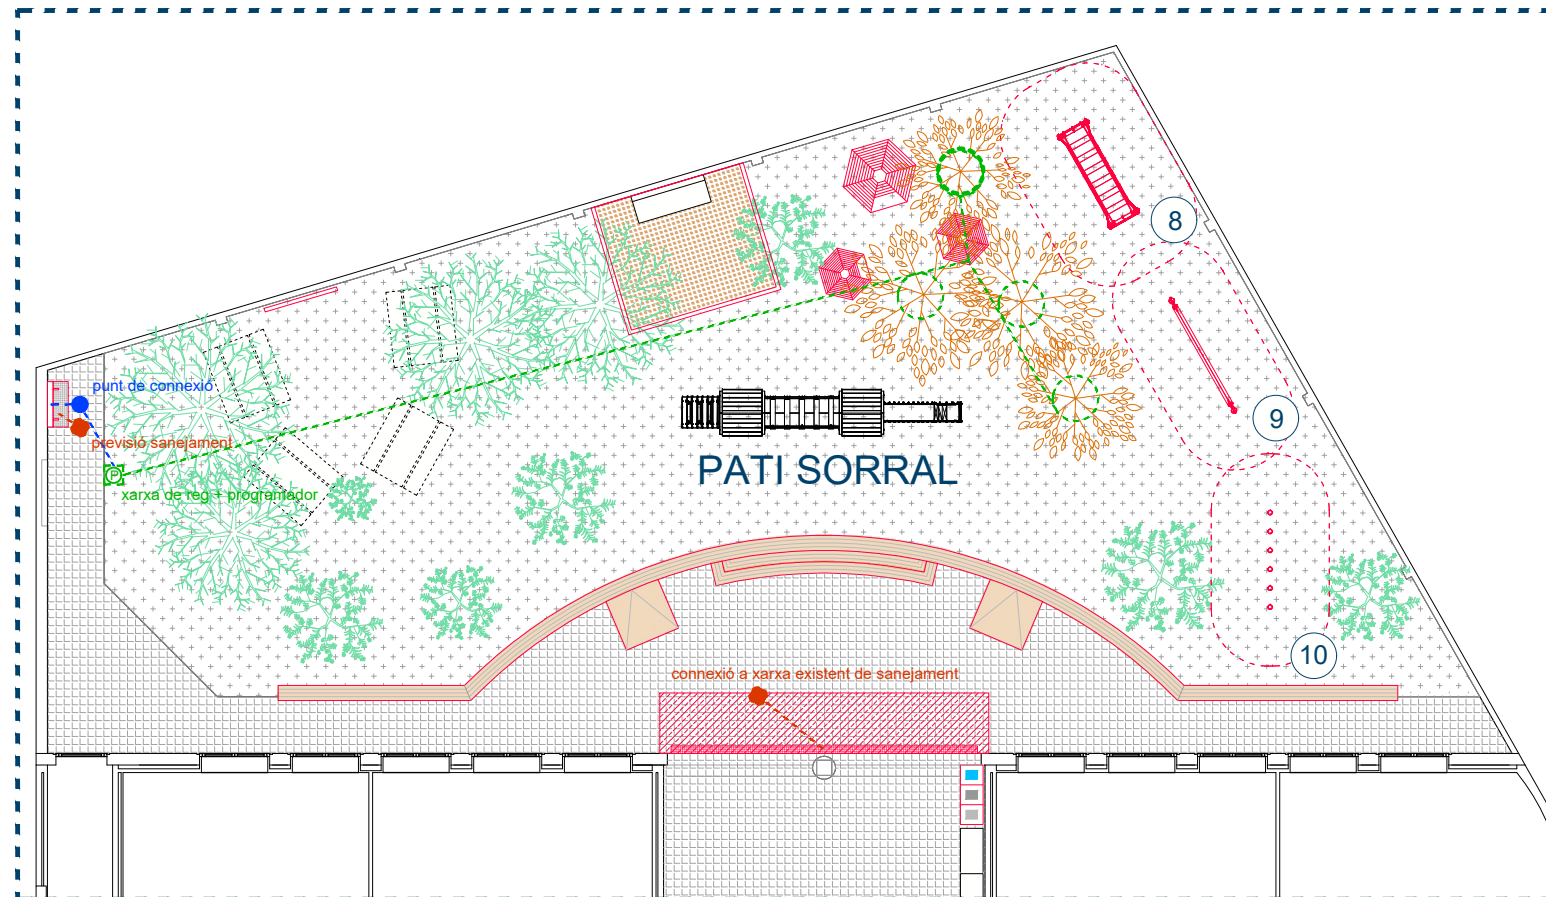 8
punt de connexió
9
previsió sanejament
PATI SORRAL
P
xarxa de reg + programador
10
connexió a xarxa existent de sanejament